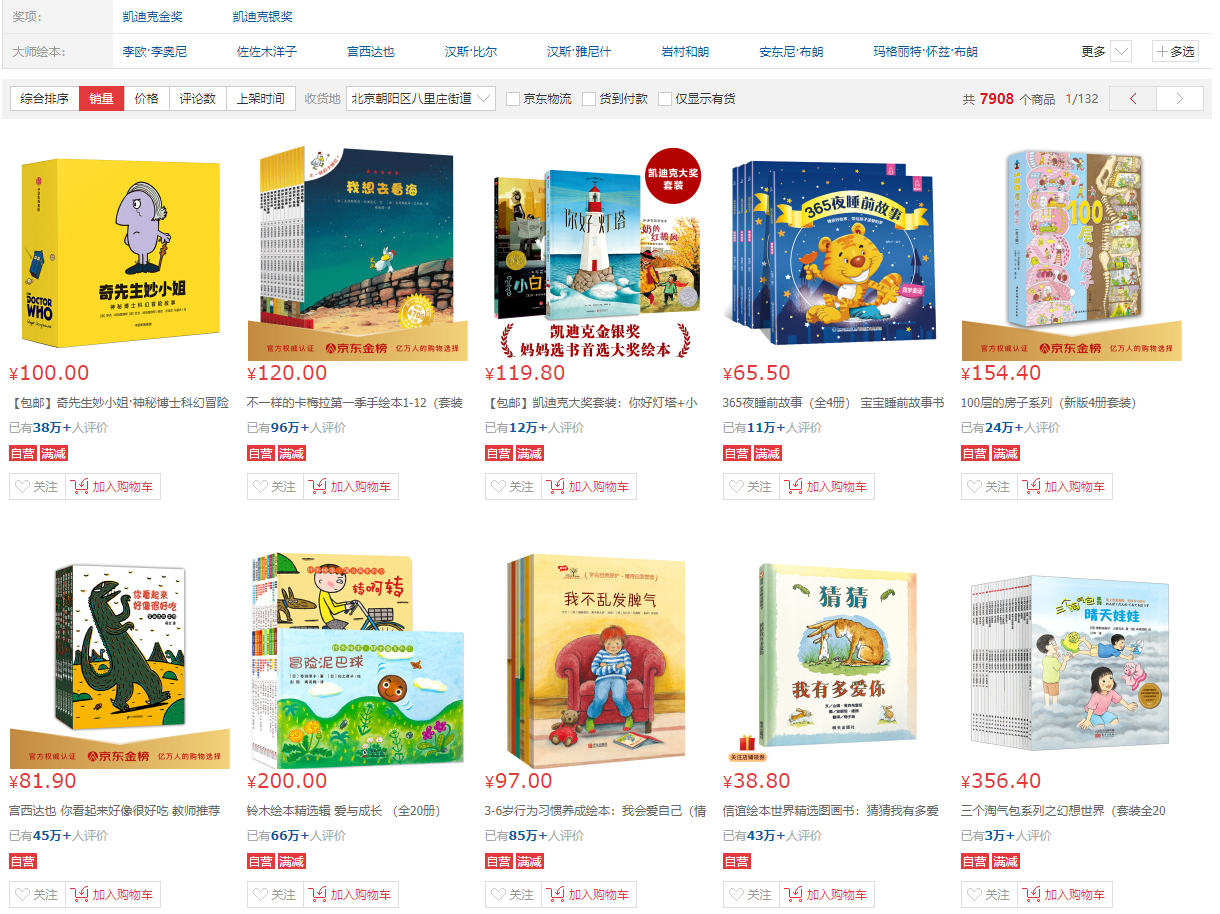 奖项： 凯迪克金奖 凯迪克银奖
大师绘本： 李欧·李奥尼 佐佐木洋子 宫西达也 汉斯·比尔 汉斯·雅尼什 岩村和朗 安东尼·布朗 玛格丽特·怀兹·布朗 更多 多选
综合排序 销量 价格 评论数 上架时间 收货地 北京朝阳区八里庄街道 京东物流 货到付款 仅显示有货 共 7908 个商品 1/132
奇先生妙小姐
神秘博士科幻冒险故事
DOCTOR WHO
我想去看海
官方权威认证 京东金榜 亿万人的购物选择
凯迪克大奖
套装
你好灯塔
小白
奶的红披风
凯迪克金银奖
妈妈选书首选大奖绘本
365夜睡前故事
100
官方权威认证 京东金榜 亿万人的购物选择
¥100.00 ¥120.00 ¥119.80 ¥65.50 ¥154.40
【包邮】奇先生妙小姐·神秘博士科幻冒险 不一样的卡梅拉第一季手绘本1-12（套装 【包邮】凯迪克大奖套装：你好灯塔+小 365夜睡前故事（全4册） 宝宝睡前故事书 100层的房子系列（新版4册套装）
已有38万+人评价 已有96万+人评价 已有12万+人评价 已有11万+人评价 已有24万+人评价
自营 满减 自营 满减 自营 满减 自营 满减 自营 满减
关注 加入购物车 关注 加入购物车 关注 加入购物车 关注 加入购物车 关注 加入购物车
你看起来
好像很好吃
官方权威认证 京东金榜 亿万人的购物选择
转啊转
冒险泥巴球
我不乱发脾气
猜猜
我有多爱你
关注店铺领券
三个淘气包系列
晴天娃娃
¥81.90 ¥200.00 ¥97.00 ¥38.80 ¥356.40
宫西达也 你看起来好像很好吃 教师推荐 铃木绘本精选辑 爱与成长 （全20册） 3-6岁行为习惯养成绘本：我会爱自己（情 信谊绘本世界精选图画书：猜猜我有多爱 三个淘气包系列之幻想世界（套装全20
已有45万+人评价 已有66万+人评价 已有85万+人评价 已有43万+人评价 已有3万+人评价
自营 自营 满减 自营 满减 自营 自营 满减
关注 加入购物车 关注 加入购物车 关注 加入购物车 关注 加入购物车 关注 加入购物车